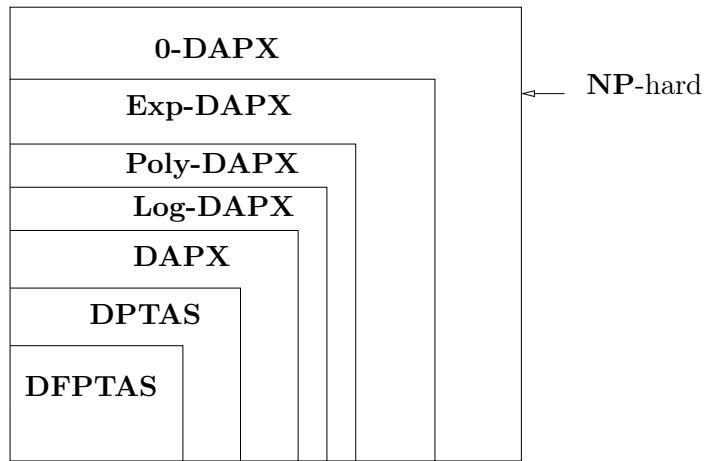 0-DAPX
NP-hard
Exp-DAPX
Poly-DAPX
Log-DAPX
DAPX
DPTAS
DFPTAS